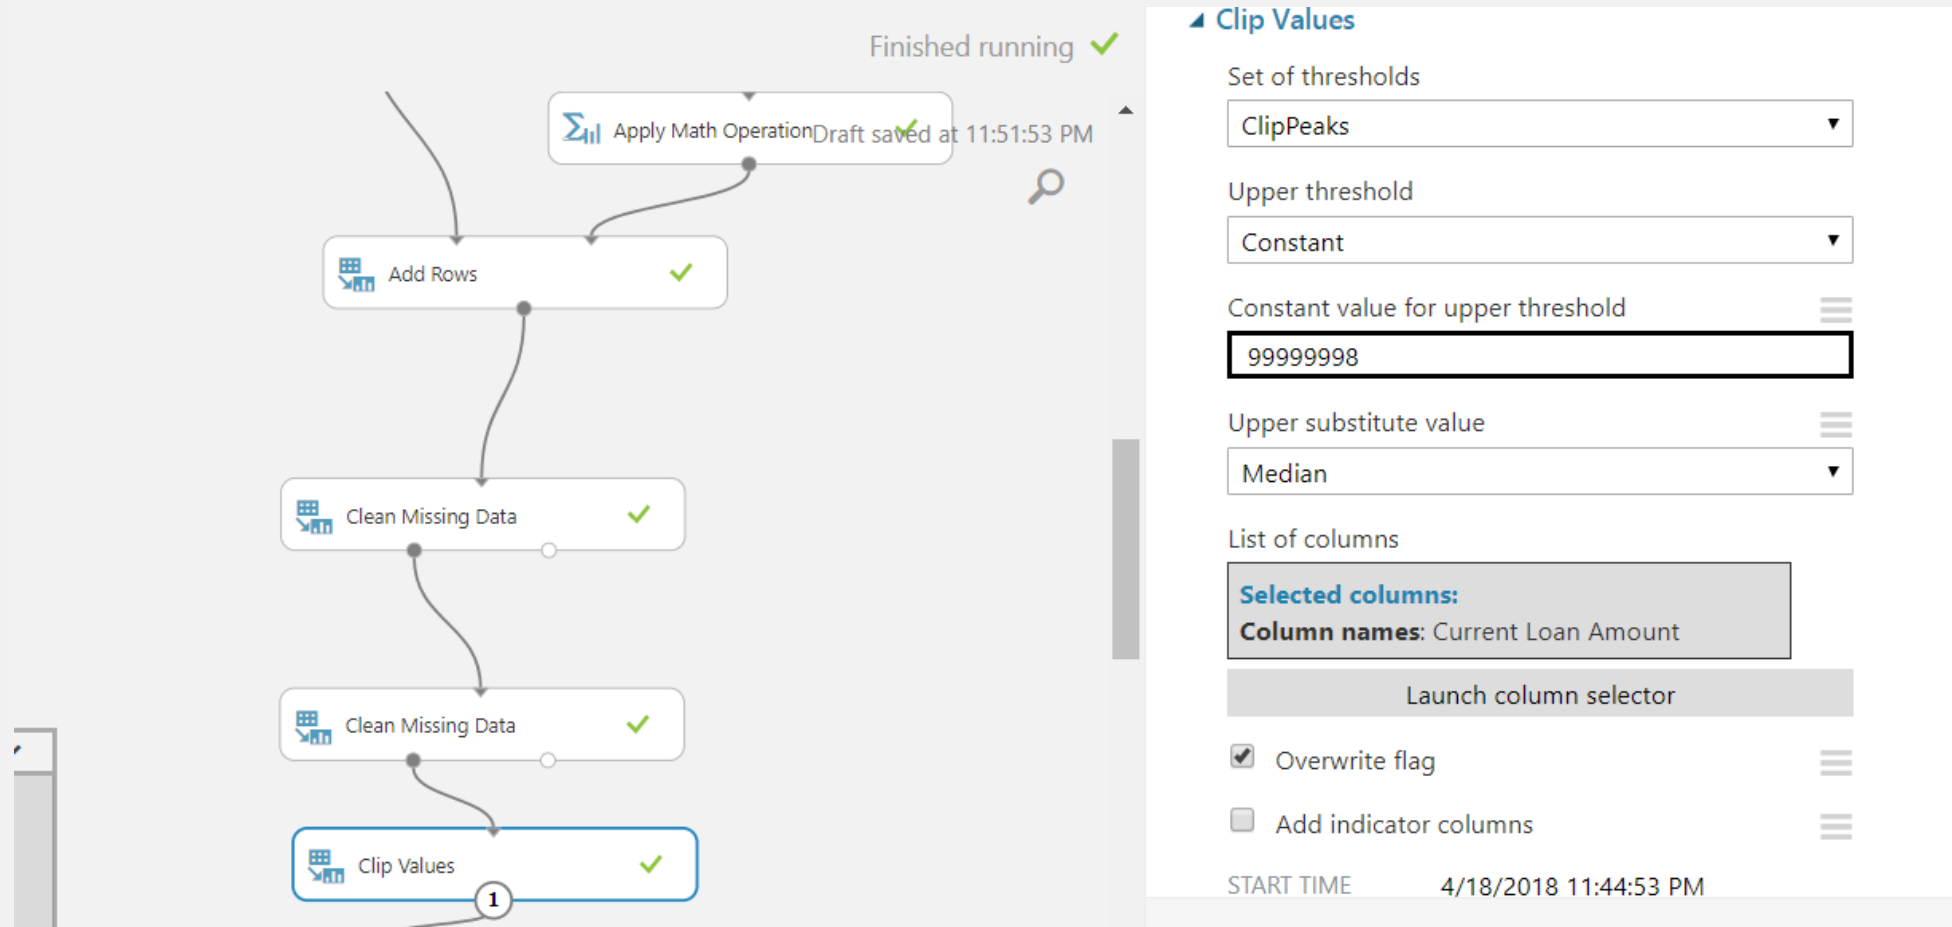 Finished running
Apply Math Operation
Draft saved at 11:51:53 PM
Add Rows
Clean Missing Data
Clean Missing Data
Clip Values
1
Clip Values
Set of thresholds
ClipPeaks
Upper threshold
Constant
Constant value for upper threshold
99999998
Upper substitute value
Median
List of columns
Selected columns:
Column names: Current Loan Amount
Launch column selector
Overwrite flag
Add indicator columns
START TIME 4/18/2018 11:44:53 PM